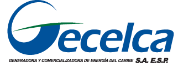 Gecelca
GENERADORA Y COMERCIALIZADORA DE ENERGÍA DEL CARIBE S.A. E.S.P.